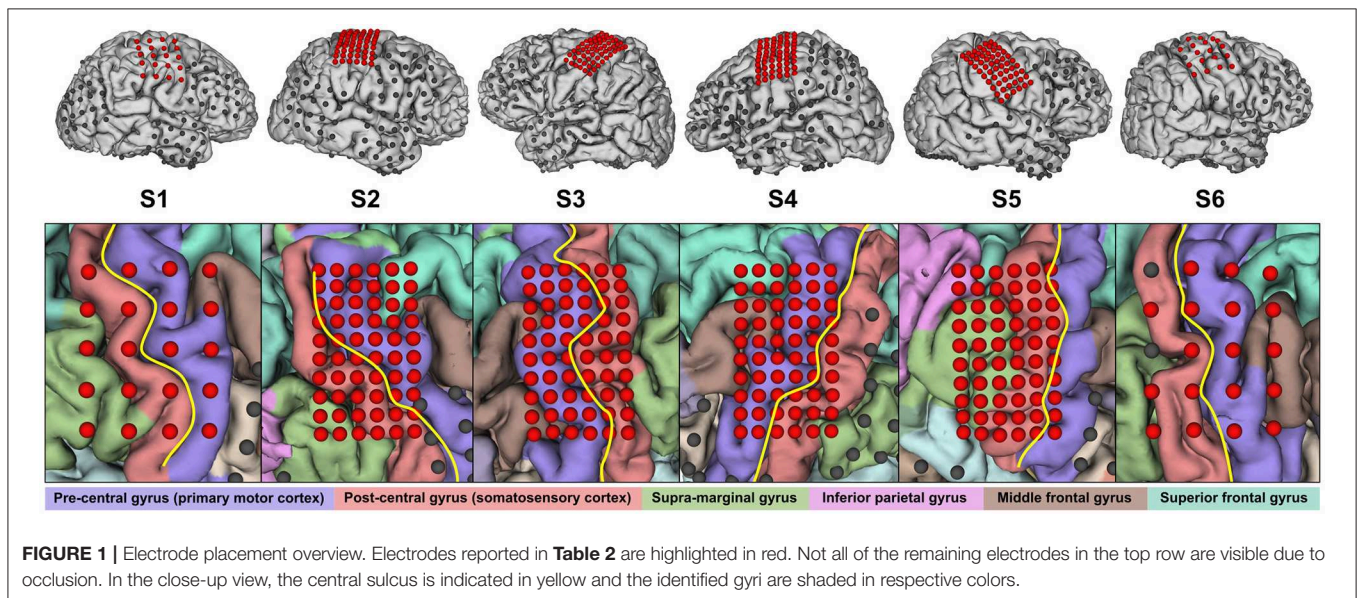 S1 S2 S3 S4 S5 S6
Pre-central gyrus (primary motor cortex) Post-central gyrus (somatosensory cortex) Supra-marginal gyrus Inferior parietal gyrus Middle frontal gyrus Superior frontal gyrus
FIGURE 1 | Electrode placement overview. Electrodes reported in Table 2 are highlighted in red. Not all of the remaining electrodes in the top row are visible due to
occlusion. In the close-up view, the central sulcus is indicated in yellow and the identified gyri are shaded in respective colors.